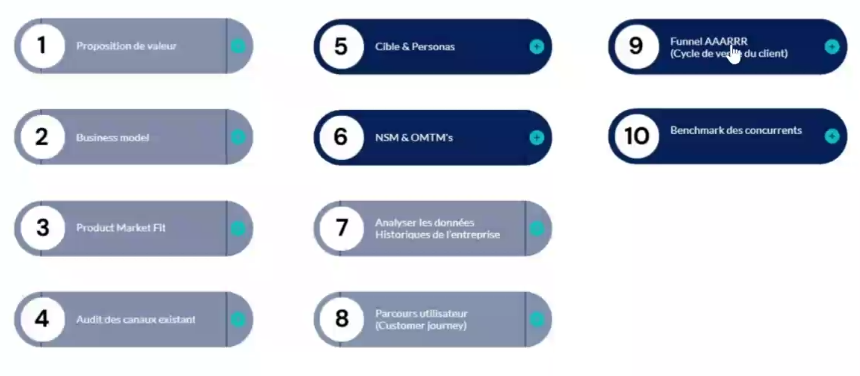 1 Proposition de valeur
2 Business model
3 Product Market Fit
4 Audit des canaux existant
5 Cible & Personas
6 NSM & OMTM's
7 Analyser les données
Historiques de l'entreprise
8 Parcours utilisateur
(Customer journey)
9 Funnel AAARRR
(Cycle de vente du client)
10 Benchmark des concurrents